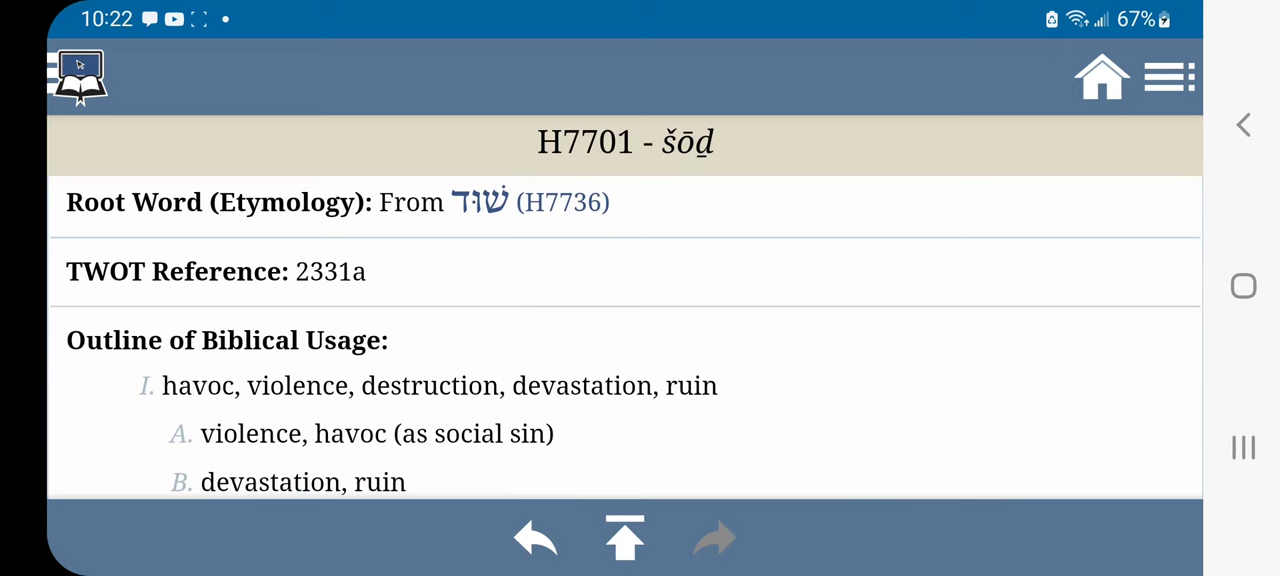 10:22 67%
H7701 - šōḏ
Root Word (Etymology): From שׁוּד (H7736)
TWOT Reference: 2331a
Outline of Biblical Usage:
I. havoc, violence, destruction, devastation, ruin
A. violence, havoc (as social sin)
B. devastation, ruin